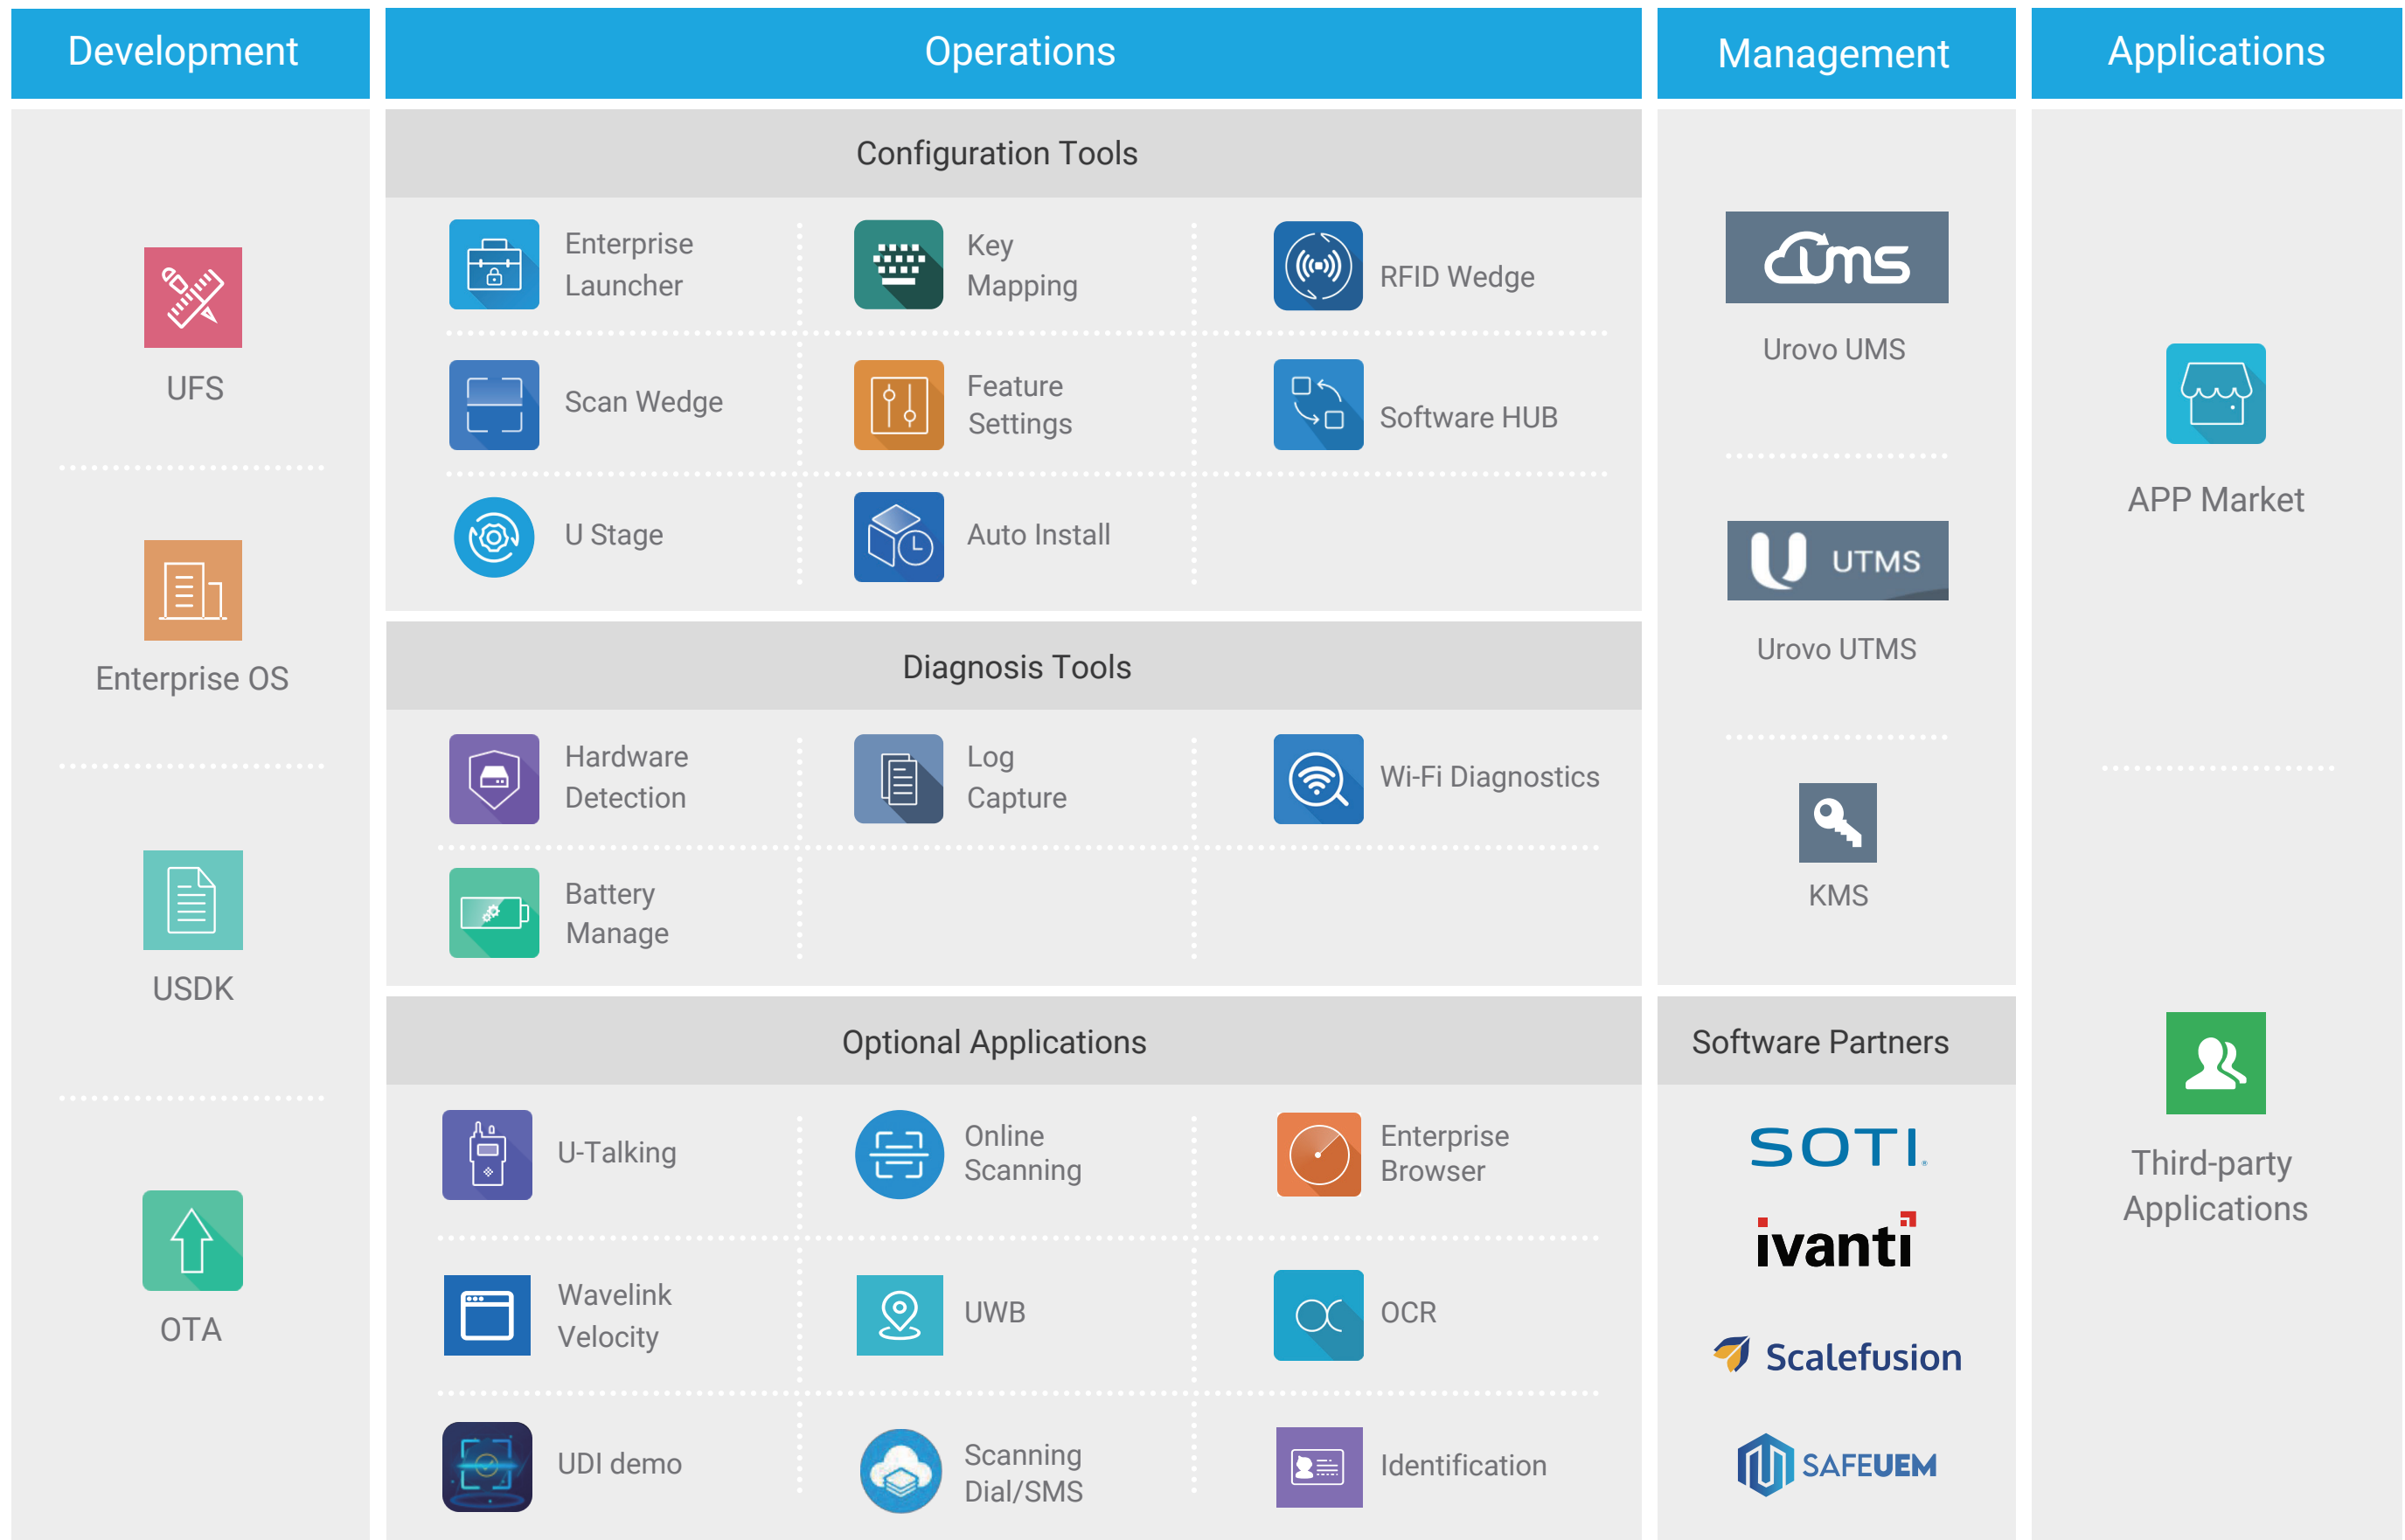 Development
Operations
Management
Applications
UFS
Enterprise OS
USDK
OTA
Configuration Tools
Enterprise
Launcher
Key
Mapping
RFID Wedge
Scan Wedge
Feature
Settings
Software HUB
U Stage
Auto Install
Diagnosis Tools
Hardware
Detection
Log
Capture
Wi-Fi Diagnostics
Battery
Manage
Optional Applications
U-Talking
Online
Scanning
Enterprise
Browser
Wavelink
Velocity
UWB
OCR
UDI demo
Scanning
Dial/SMS
Identification
ums
Urovo UMS
U UTMS
Urovo UTMS
KMS
Software Partners
SOTI®
ivanti
Scalefusion
SAFEUEM
APP Market
Third-party
Applications